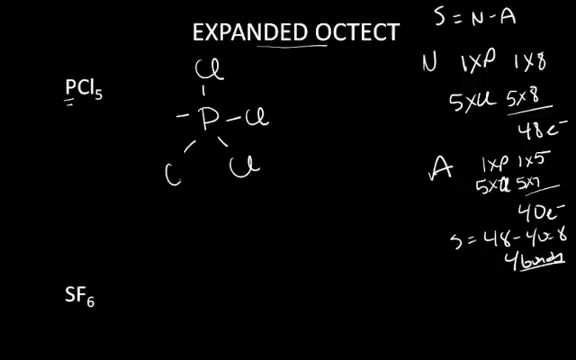 EXPANDED OCTECT
PCl5
Cl
P Cl
C Cl
SF6
S = N - A
N 1xP 1x8
5xCl 5x8
48e-
A 1xP 1x5
5xCl 5x7
40e-
S = 48 - 40 = 8
4 bonds